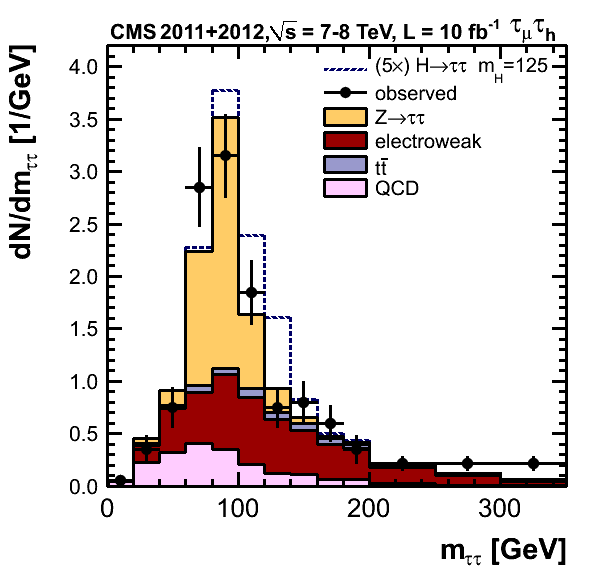 CMS 2011+2012, √s = 7-8 TeV, L = 10 fb⁻¹ τμτh
dN/dmττ [1/GeV]
4.0
3.5
3.0
2.5
2.0
1.5
1.0
0.5
0.0
(5×) H→ττ mH=125
observed
Z→ττ
electroweak
tt̄
QCD
0 100 200 300
mττ [GeV]